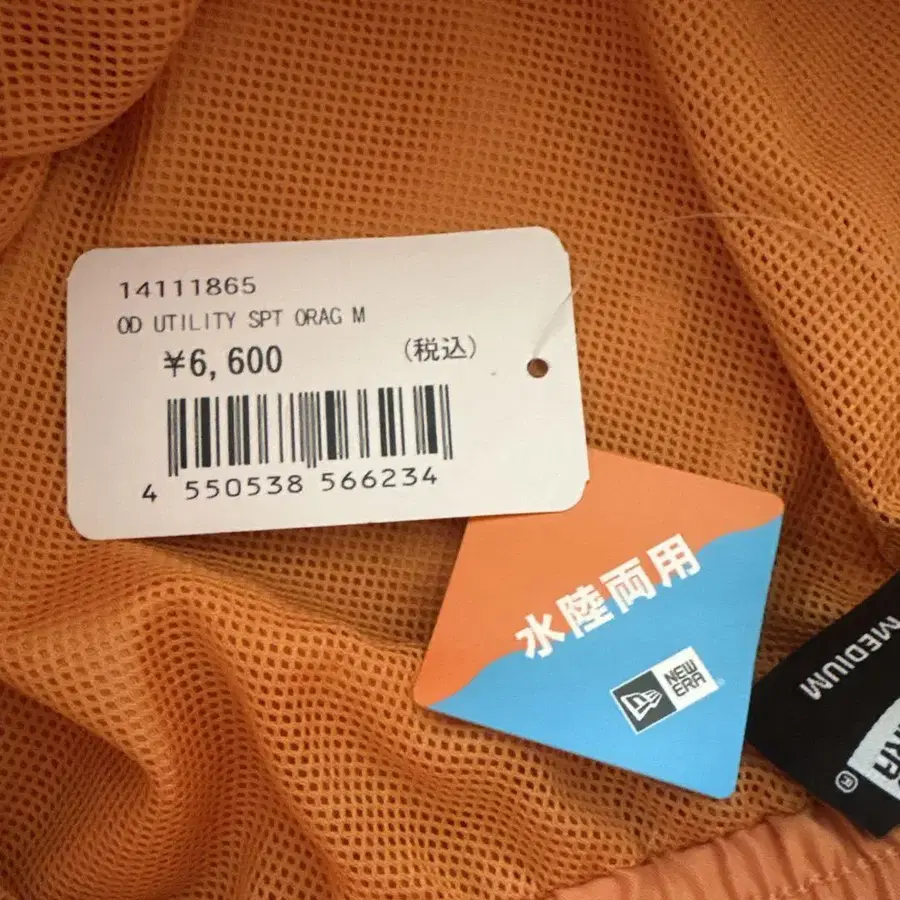 14111865
OD UTILITY SPT ORAG M
¥6,600 (税込)
4 550538 566234
水陸両用
NEW ERA
MEDIUM
®